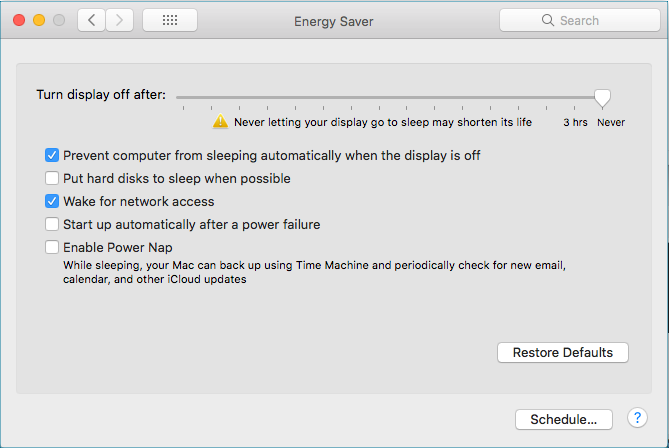 Energy Saver
Search
Turn display off after:
Never letting your display go to sleep may shorten its life 3 hrs Never
Prevent computer from sleeping automatically when the display is off
Put hard disks to sleep when possible
Wake for network access
Start up automatically after a power failure
Enable Power Nap
While sleeping, your Mac can back up using Time Machine and periodically check for new email,
calendar, and other iCloud updates
Restore Defaults
Schedule... ?